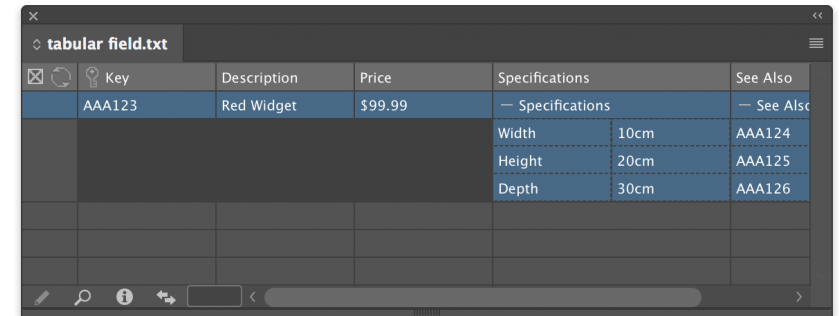 tabular field.txt
Key Description Price Specifications See Also
AAA123 Red Widget $99.99 — Specifications — See Alsc
Width 10cm AAA124
Height 20cm AAA125
Depth 30cm AAA126